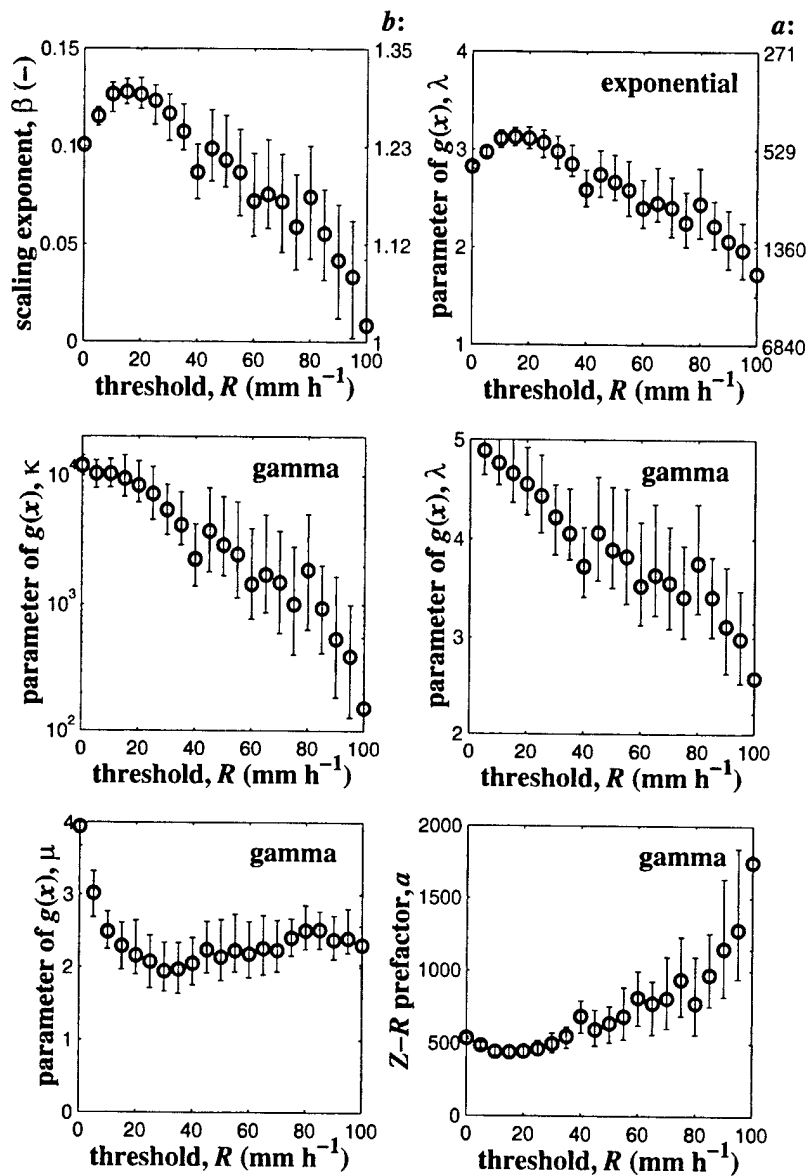 b:
0.15
0.1
0.05
0
1.35
1.23
1.12
1
scaling exponent, β (–)
0 20 40 60 80 100
threshold, R (mm h⁻¹)
a:
4
3
2
1
271
529
1360
6840
exponential
parameter of g(x), λ
0 20 40 60 80 100
threshold, R (mm h⁻¹)
10⁴
10³
10²
gamma
parameter of g(x), κ
0 20 40 60 80 100
threshold, R (mm h⁻¹)
5
4
3
2
gamma
parameter of g(x), λ
0 20 40 60 80 100
threshold, R (mm h⁻¹)
4
3
2
1
0
gamma
parameter of g(x), μ
0 20 40 60 80 100
threshold, R (mm h⁻¹)
2000
1500
1000
500
0
gamma
Z–R prefactor, a
0 20 40 60 80 100
threshold, R (mm h⁻¹)